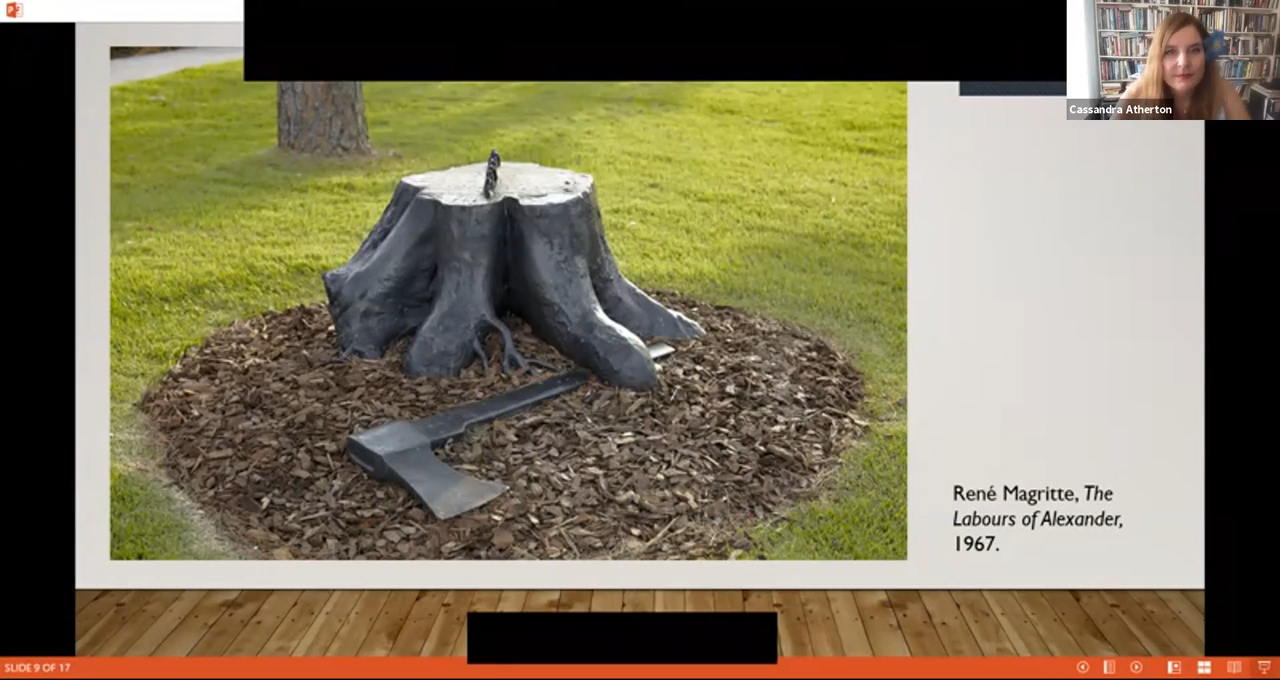 Cassandra Atherton
René Magritte, The
Labours of Alexander,
1967.
SLIDE 9 OF 17